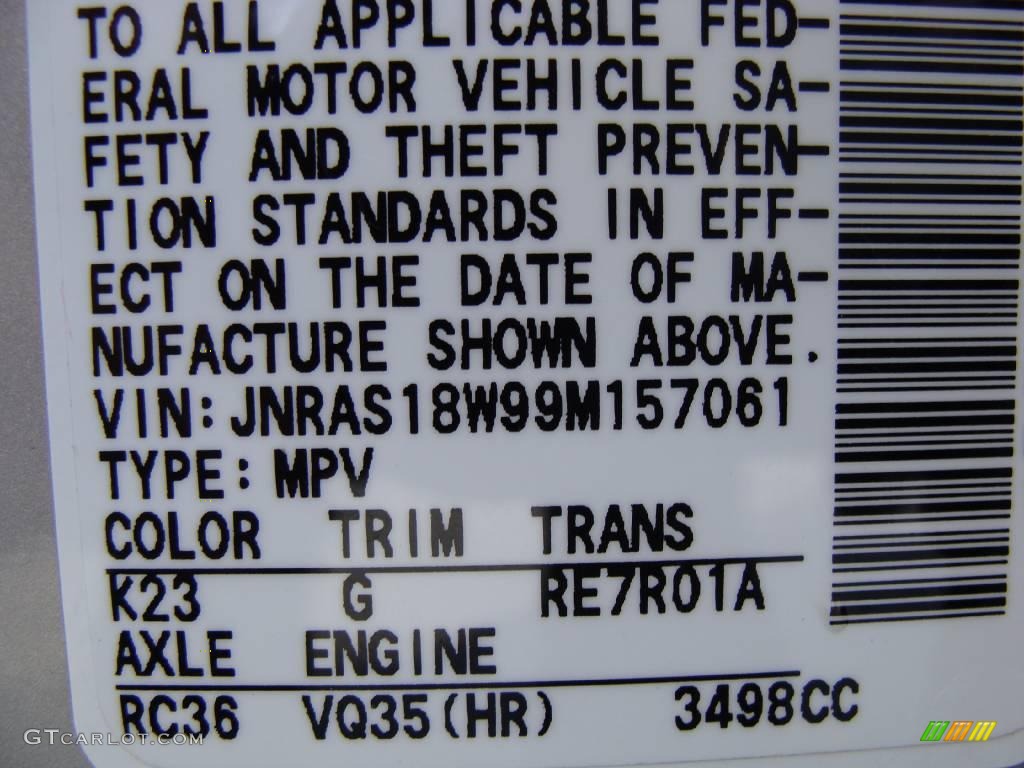 TO ALL APPLICABLE FED-
ERAL MOTOR VEHICLE SA-
FETY AND THEFT PREVEN-
TION STANDARDS IN EFF-
ECT ON THE DATE OF MA-
NUFACTURE SHOWN ABOVE.
VIN:JNRAS18W99M157061
TYPE:MPV
COLOR TRIM TRANS
K23 G RE7R01A
AXLE ENGINE
RC36 VQ35(HR) 3498CC
GTCARLOT.COM